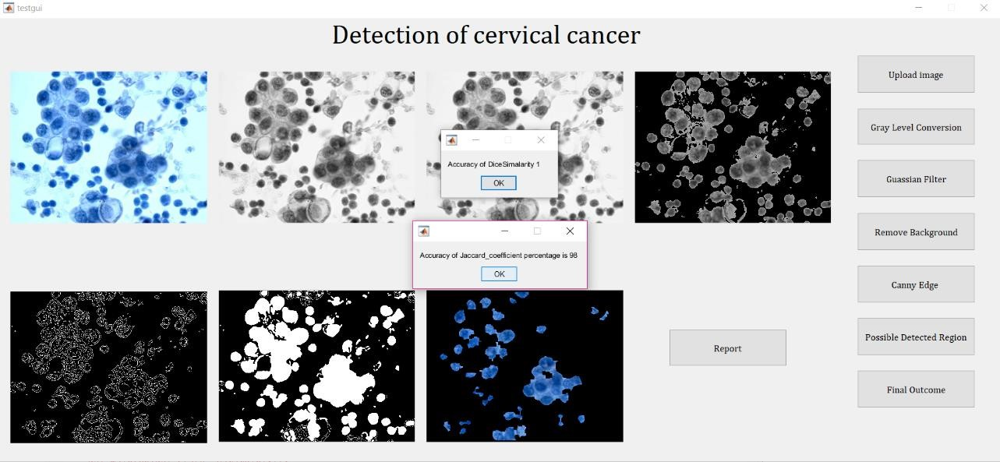 testgui
Detection of cervical cancer
Upload image
Gray Level Conversion
Accuracy of DiceSimalarity 1
OK
Guassian Filter
Remove Background
Accuracy of Jaccard_coefficient percentage is 98
OK
Canny Edge
Possible Detected Region
Report
Final Outcome